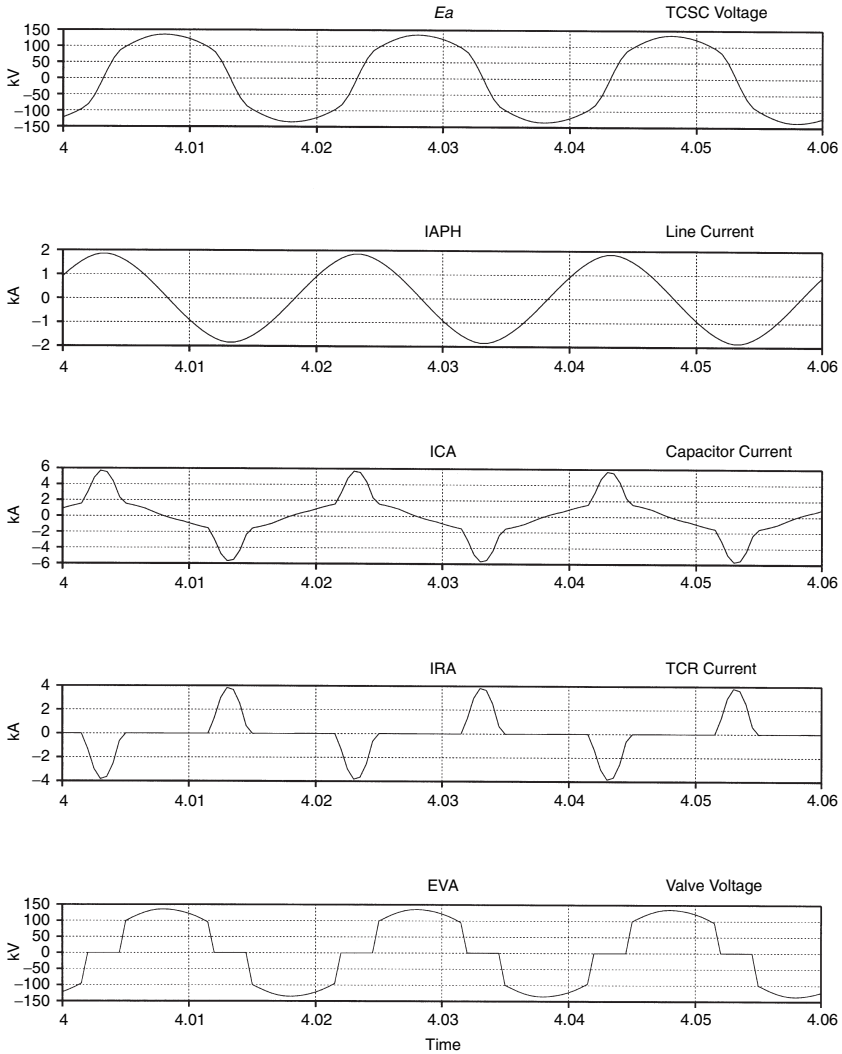 Ea TCSC Voltage
150
100
50
0
−50
−100
−150
kV
4 4.01 4.02 4.03 4.04 4.05 4.06
IAPH Line Current
2
1
0
−1
−2
kA
4 4.01 4.02 4.03 4.04 4.05 4.06
ICA Capacitor Current
6
4
2
0
−2
−4
−6
kA
4 4.01 4.02 4.03 4.04 4.05 4.06
IRA TCR Current
4
2
0
−2
−4
kA
4 4.01 4.02 4.03 4.04 4.05 4.06
EVA Valve Voltage
150
100
50
0
−50
−100
−150
kV
4 4.01 4.02 4.03 4.04 4.05 4.06
Time